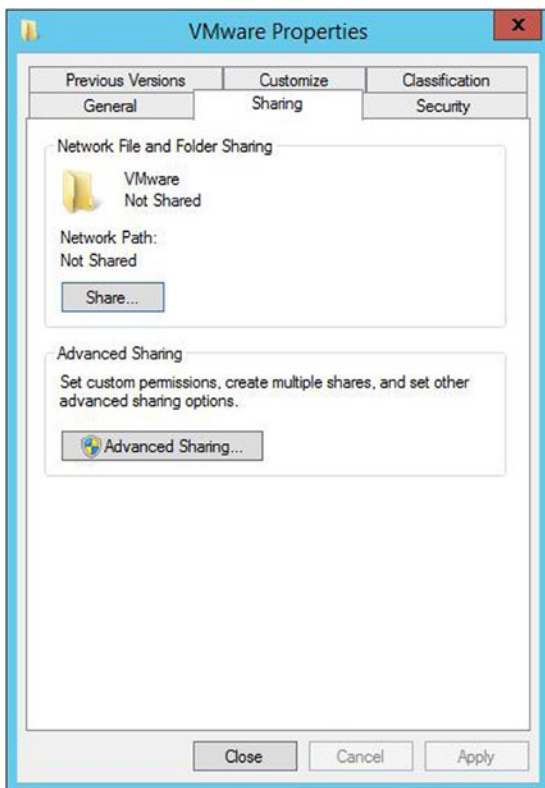 VMware Properties
x
Previous Versions
Customize
Classification
General
Sharing
Security
Network File and Folder Sharing
VMware
Not Shared
Network Path:
Not Shared
Share...
Advanced Sharing
Set custom permissions, create multiple shares, and set other
advanced sharing options.
Advanced Sharing...
Close
Cancel
Apply